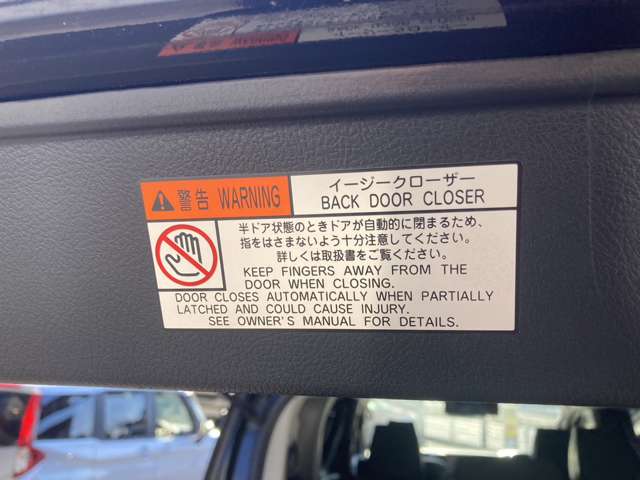 警告 WARNING
イージークローザー
BACK DOOR CLOSER
半ドア状態のときドアが自動的に閉まるため、
指をはさまないよう十分注意してください。
詳しくは取扱書をご覧ください。
KEEP FINGERS AWAY FROM THE
DOOR WHEN CLOSING.
DOOR CLOSES AUTOMATICALLY WHEN PARTIALLY
LATCHED AND COULD CAUSE INJURY.
SEE OWNER'S MANUAL FOR DETAILS.